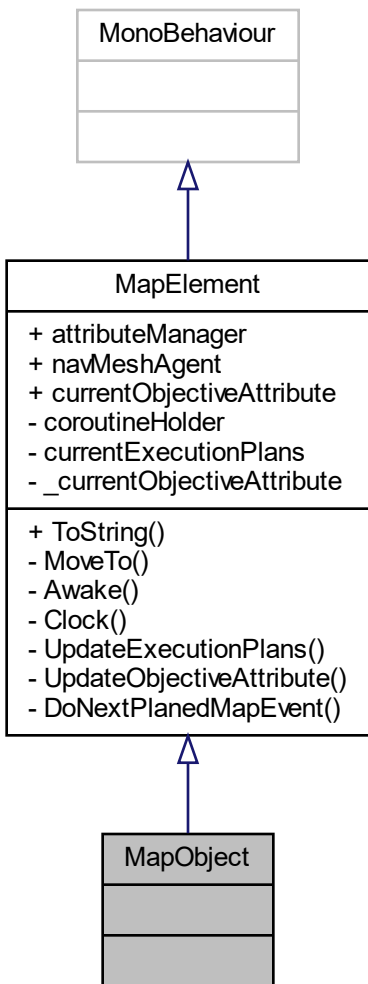 MonoBehaviour
MapElement
+ attributeManager
+ navMeshAgent
+ currentObjectiveAttribute
- coroutineHolder
- currentExecutionPlans
- _currentObjectiveAttribute
+ ToString()
- MoveTo()
- Awake()
- Clock()
- UpdateExecutionPlans()
- UpdateObjectiveAttribute()
- DoNextPlanedMapEvent()
MapObject